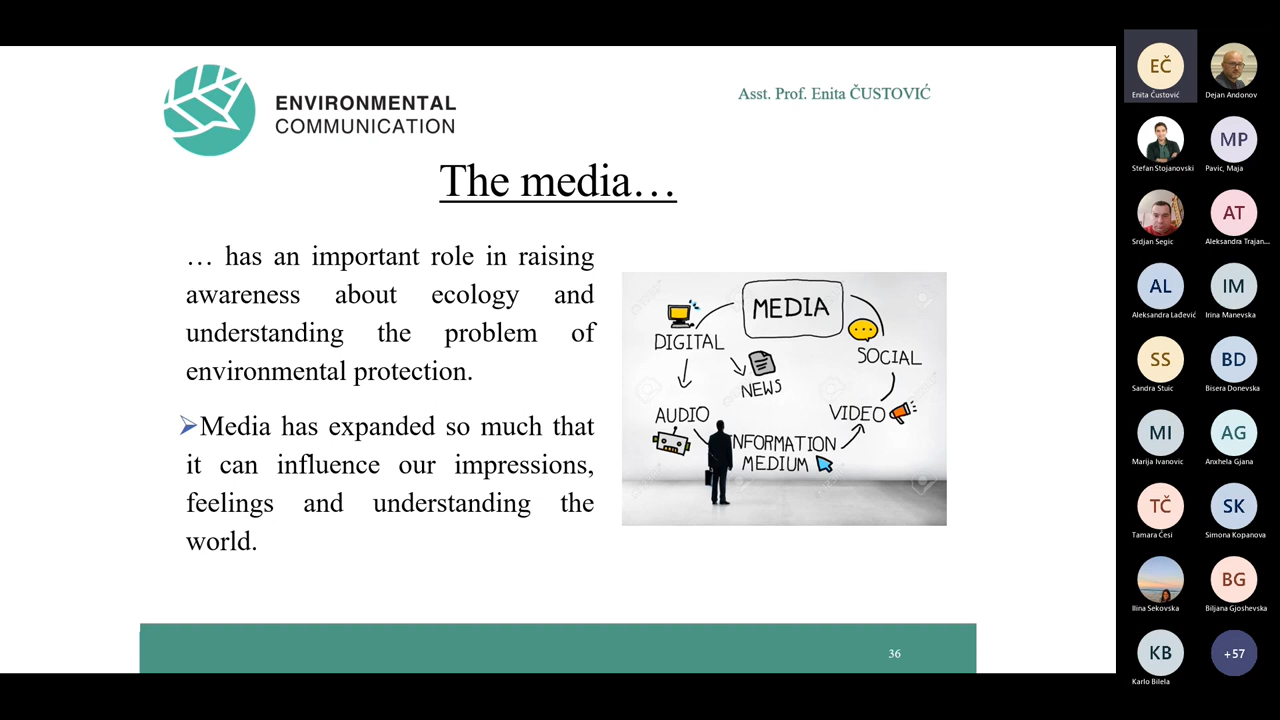 ENVIRONMENTAL
COMMUNICATION
Asst. Prof. Enita ČUSTOVIĆ
The media…
… has an important role in raising
awareness about ecology and
understanding the problem of
environmental protection.
Media has expanded so much that
it can influence our impressions,
feelings and understanding the
world.
MEDIA
DIGITAL
SOCIAL
NEWS
AUDIO
VIDEO
NFORMATION
MEDIUM
36
EČ
Enita Čustović
Dejan Andonov
Stefan Stojanovski
MP
Pavic, Maja
Srdjan Segic
AT
Aleksandra Trajan...
AL
Aleksandra Lađević
IM
Irina Manevska
SS
Sandra Stuic
BD
Bisera Donevska
MI
Marija Ivanovic
AG
Anxhela Gjana
TČ
Tamara Česi
SK
Simona Kopanova
Ilina Sekovska
BG
Biljana Gjoshevska
KB
Karlo Bilela
+57